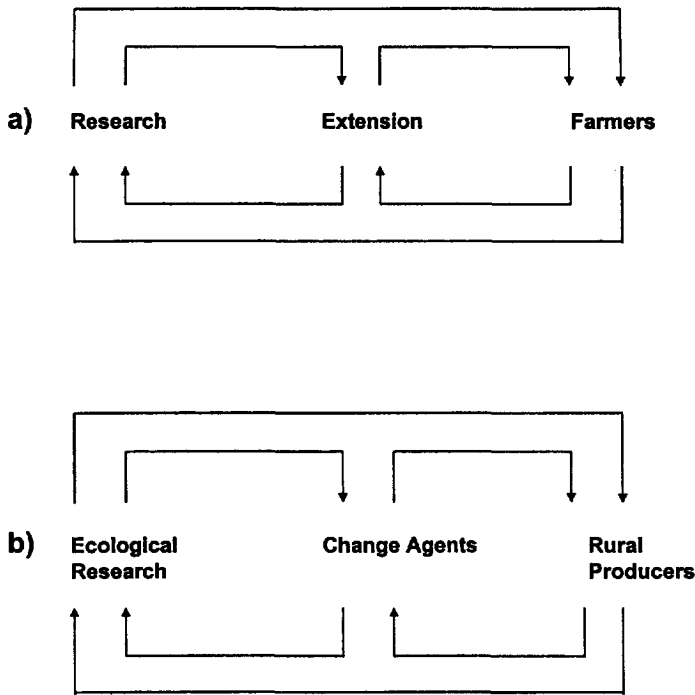 a) Research Extension Farmers
b) Ecological Research Change Agents Rural Producers